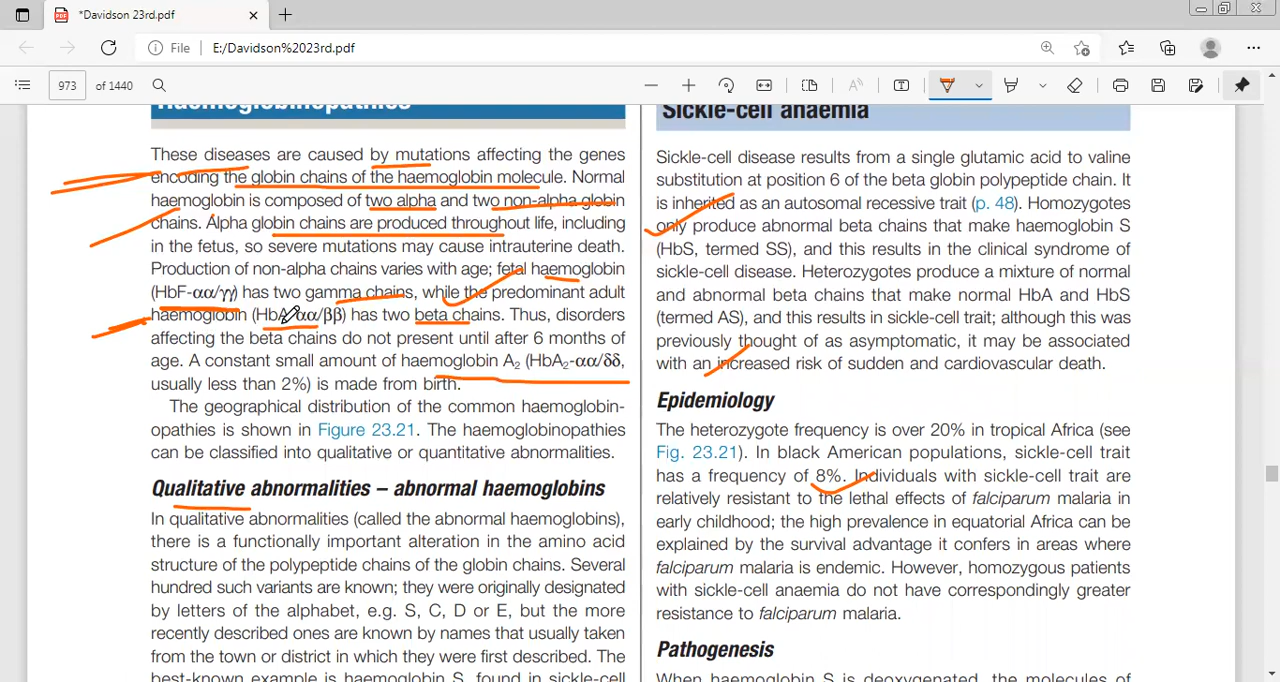 *Davidson 23rd.pdf
File
E:/Davidson%2023rd.pdf
973
of 1440
Haemoglobinopathies
These diseases are caused by mutations affecting the genes
encoding the globin chains of the haemoglobin molecule. Normal
haemoglobin is composed of two alpha and two non-alpha globin
chains. Alpha globin chains are produced throughout life, including
in the fetus, so severe mutations may cause intrauterine death.
Production of non-alpha chains varies with age; fetal haemoglobin
(HbF-αα/γγ) has two gamma chains, while the predominant adult
haemoglobin (HbA-αα/ββ) has two beta chains. Thus, disorders
affecting the beta chains do not present until after 6 months of
age. A constant small amount of haemoglobin A₂ (HbA₂-αα/δδ,
usually less than 2%) is made from birth.
The geographical distribution of the common haemoglobin-
opathies is shown in Figure 23.21. The haemoglobinopathies
can be classified into qualitative or quantitative abnormalities.
Qualitative abnormalities – abnormal haemoglobins
In qualitative abnormalities (called the abnormal haemoglobins),
there is a functionally important alteration in the amino acid
structure of the polypeptide chains of the globin chains. Several
hundred such variants are known; they were originally designated
by letters of the alphabet, e.g. S, C, D or E, but the more
recently described ones are known by names that usually taken
from the town or district in which they were first described. The
best-known example is haemoglobin S, found in sickle-cell
Sickle-cell anaemia
Sickle-cell disease results from a single glutamic acid to valine
substitution at position 6 of the beta globin polypeptide chain. It
is inherited as an autosomal recessive trait (p. 48). Homozygotes
only produce abnormal beta chains that make haemoglobin S
(HbS, termed SS), and this results in the clinical syndrome of
sickle-cell disease. Heterozygotes produce a mixture of normal
and abnormal beta chains that make normal HbA and HbS
(termed AS), and this results in sickle-cell trait; although this was
previously thought of as asymptomatic, it may be associated
with an increased risk of sudden and cardiovascular death.
Epidemiology
The heterozygote frequency is over 20% in tropical Africa (see
Fig. 23.21). In black American populations, sickle-cell trait
has a frequency of 8%. Individuals with sickle-cell trait are
relatively resistant to the lethal effects of falciparum malaria in
early childhood; the high prevalence in equatorial Africa can be
explained by the survival advantage it confers in areas where
falciparum malaria is endemic. However, homozygous patients
with sickle-cell anaemia do not have correspondingly greater
resistance to falciparum malaria.
Pathogenesis
When haemoglobin S is deoxygenated, the molecules of